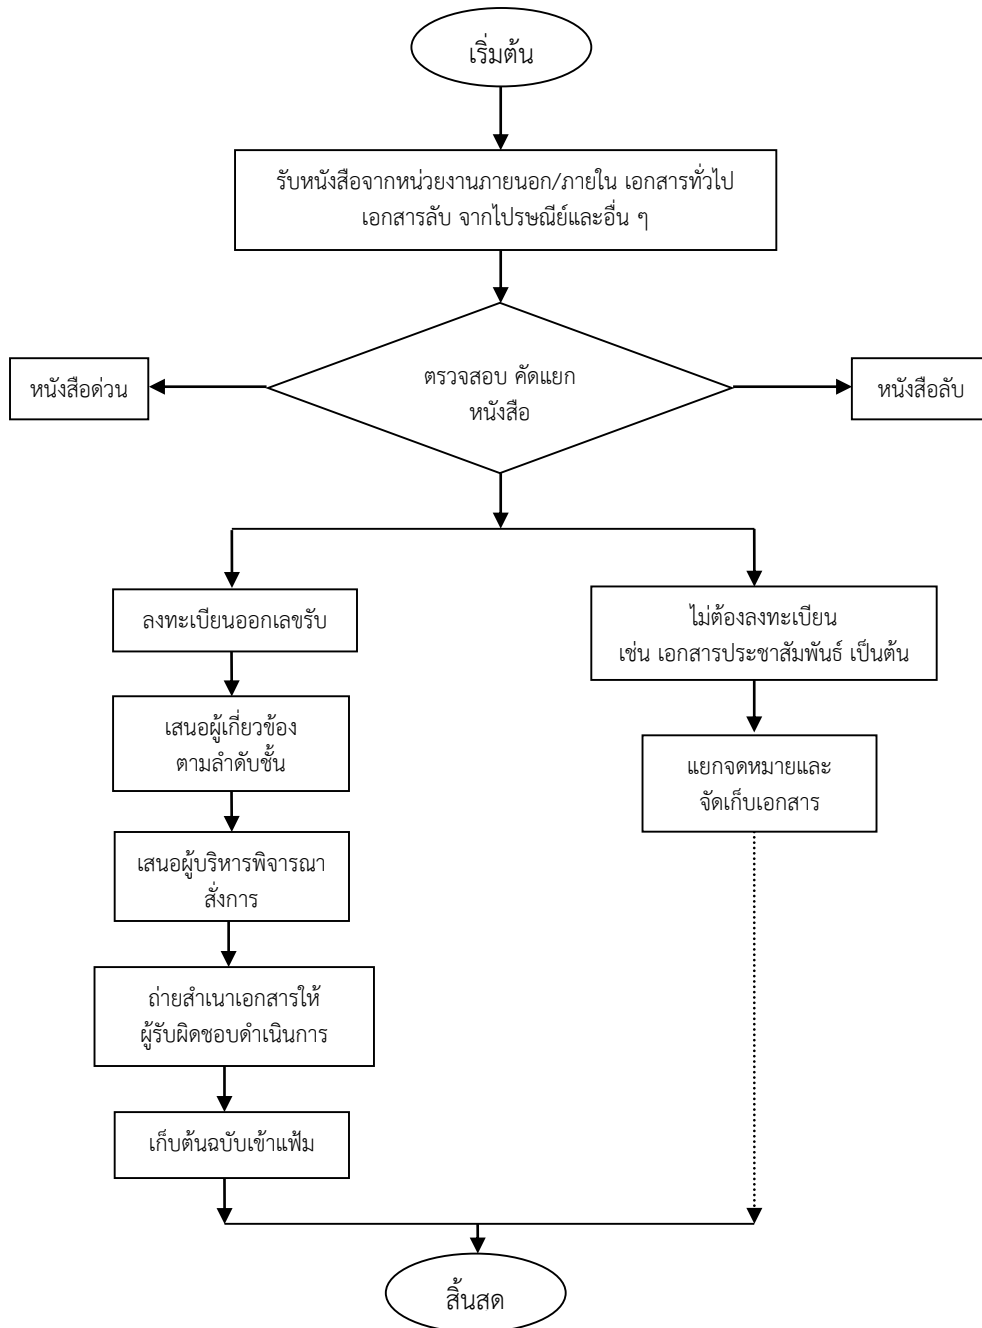 เริ่มต้น
รับหนังสือจากหน่วยงานภายนอก/ภายใน เอกสารทั่วไป
เอกสารลับ จากไปรษณีย์และอื่น ๆ
หนังสือด่วน
ตรวจสอบ คัดแยก
หนังสือ
หนังสือลับ
ลงทะเบียนออกเลขรับ
ไม่ต้องลงทะเบียน
เช่น เอกสารประชาสัมพันธ์ เป็นต้น
เสนอผู้เกี่ยวข้อง
ตามลำดับชั้น
แยกจดหมายและ
จัดเก็บเอกสาร
เสนอผู้บริหารพิจารณา
สั่งการ
ถ่ายสำเนาเอกสารให้
ผู้รับผิดชอบดำเนินการ
เก็บต้นฉบับเข้าแฟ้ม
สิ้นสด